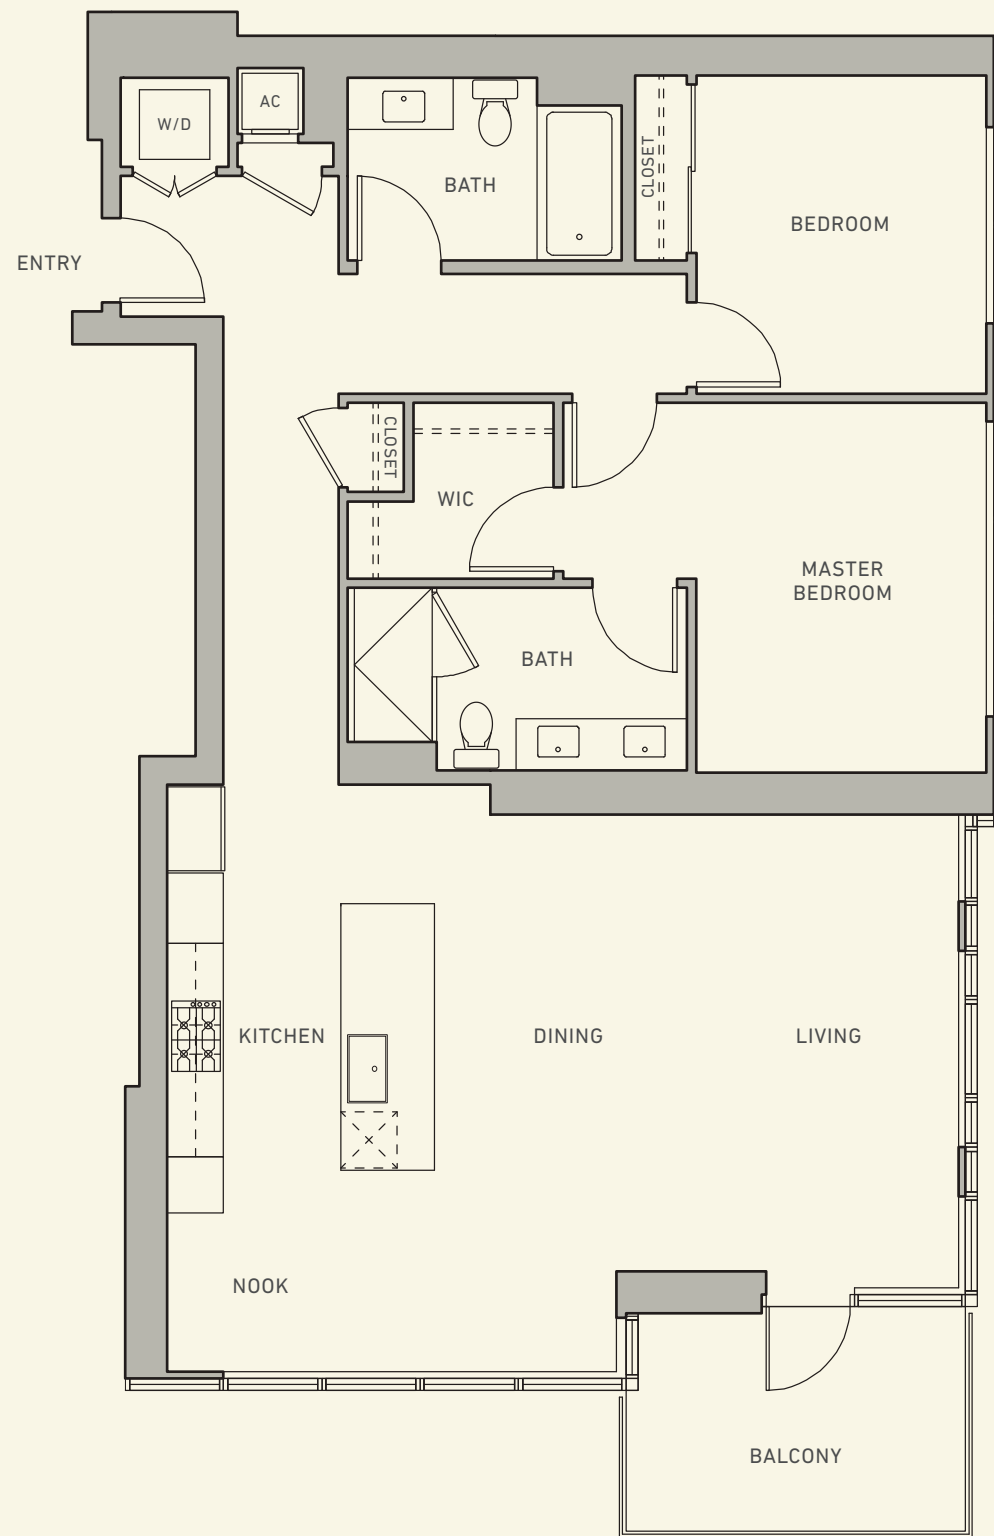 AC
W/D
CLOSET
BATH
BEDROOM
ENTRY
CLOSET
WIC
MASTER
BEDROOM
BATH
KITCHEN
DINING
LIVING
NOOK
BALCONY